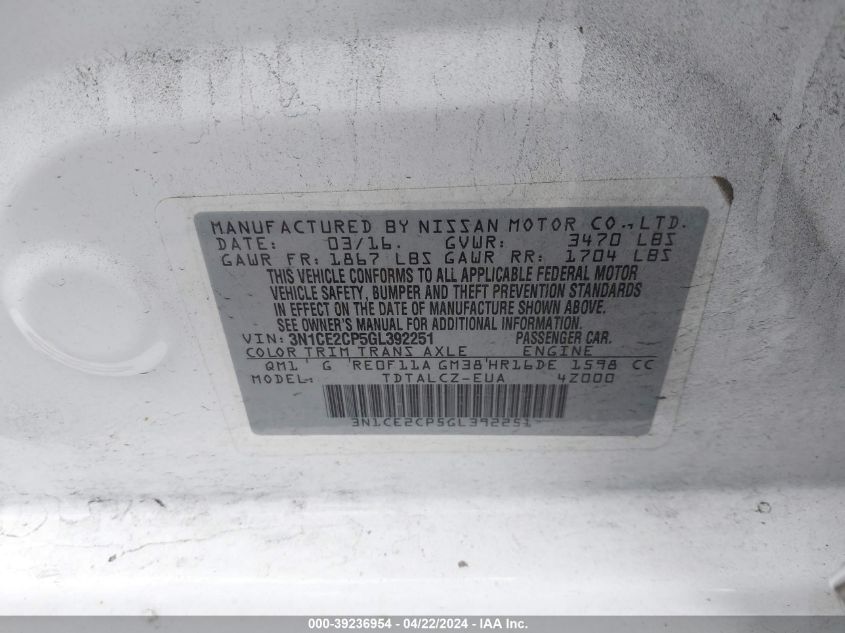 MANUFACTURED BY NISSAN MOTOR CO., LTD.
DATE: 03/16. GVWR: 3470 LBS
GAWR FR: 1867 LBS GAWR RR: 1704 LBS
THIS VEHICLE CONFORMS TO ALL APPLICABLE FEDERAL MOTOR
VEHICLE SAFETY, BUMPER AND THEFT PREVENTION STANDARDS
IN EFFECT ON THE DATE OF MANUFACTURE SHOWN ABOVE.
SEE OWNER'S MANUAL FOR ADDITIONAL INFORMATION.
VIN: 3N1CE2CP5GL392251 PASSENGER CAR.
COLOR TRIM TRANS AXLE ENGINE
QM1' G 'RE0F11A GM38'HR16DE 1598 CC
MODEL: TDTALCZ-EUA 4Z000
3N1CE2CP5GL392251
000-39236954 - 04/22/2024 - IAA Inc.